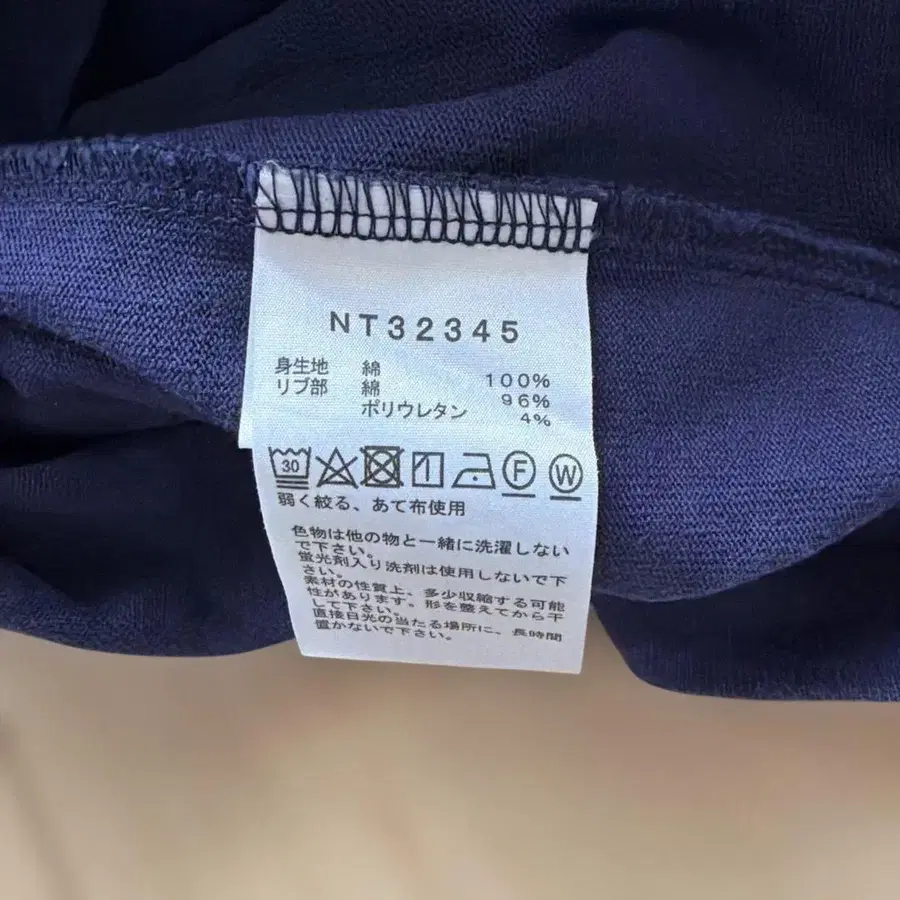 NT32345
身生地 綿 100%
リブ部 綿 96%
ポリウレタン 4%
30 F W
弱く絞る、あて布使用
色物は他の物と一緒に洗濯しない
で下さい。
蛍光剤入り洗剤は使用しないで下
さい。
素材の性質上、多少収縮する可能
性があります。形を整えてから干
して下さい。
直接日光の当たる場所に、長時間
置かないで下さい。